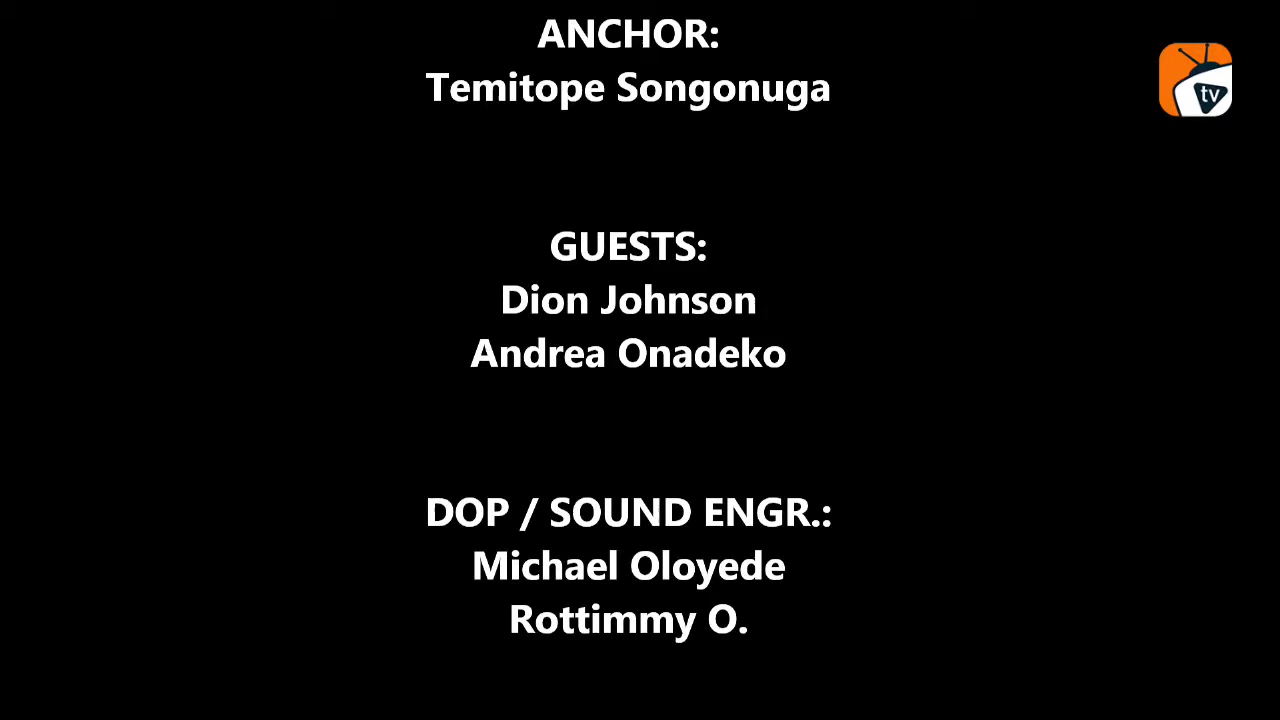 ANCHOR:
Temitope Songonuga
tv
GUESTS:
Dion Johnson
Andrea Onadeko
DOP / SOUND ENGR.:
Michael Oloyede
Rottimmy O.